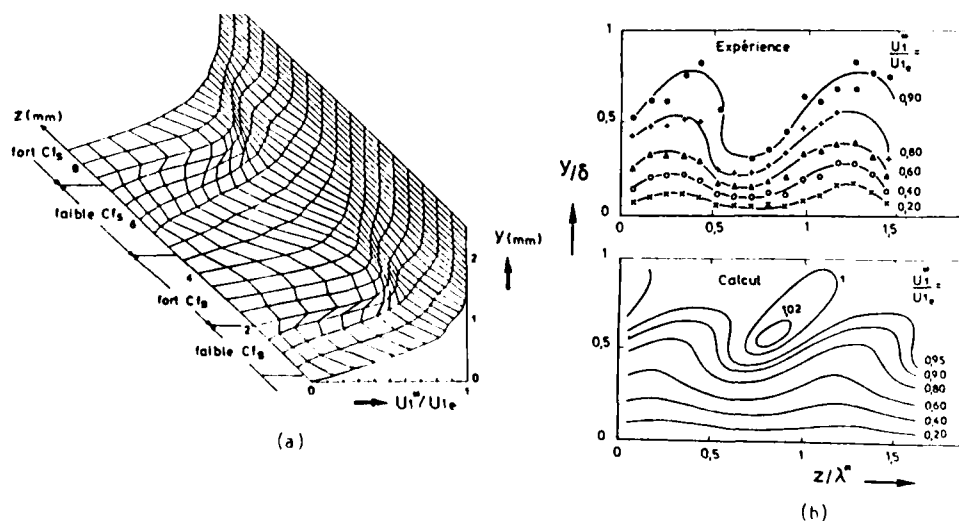 z(mm)
fort Cfs
8
faible Cfs
6
4
fort Cfs
2
faible Cfs
0
1
U1*/U1e
y(mm)
2
1
0
(a)
Expérience
U1*/U1e =
1
0,5
0
y/δ
0,90
0,80
0,60
0,40
0,20
0
0,5
1
1,5
Calcul
U1*/U1e =
1
1
1,02
0,5
0
0,95
0,90
0,80
0,60
0,40
0,20
0
0,5
1
1,5
z/λ*
(b)